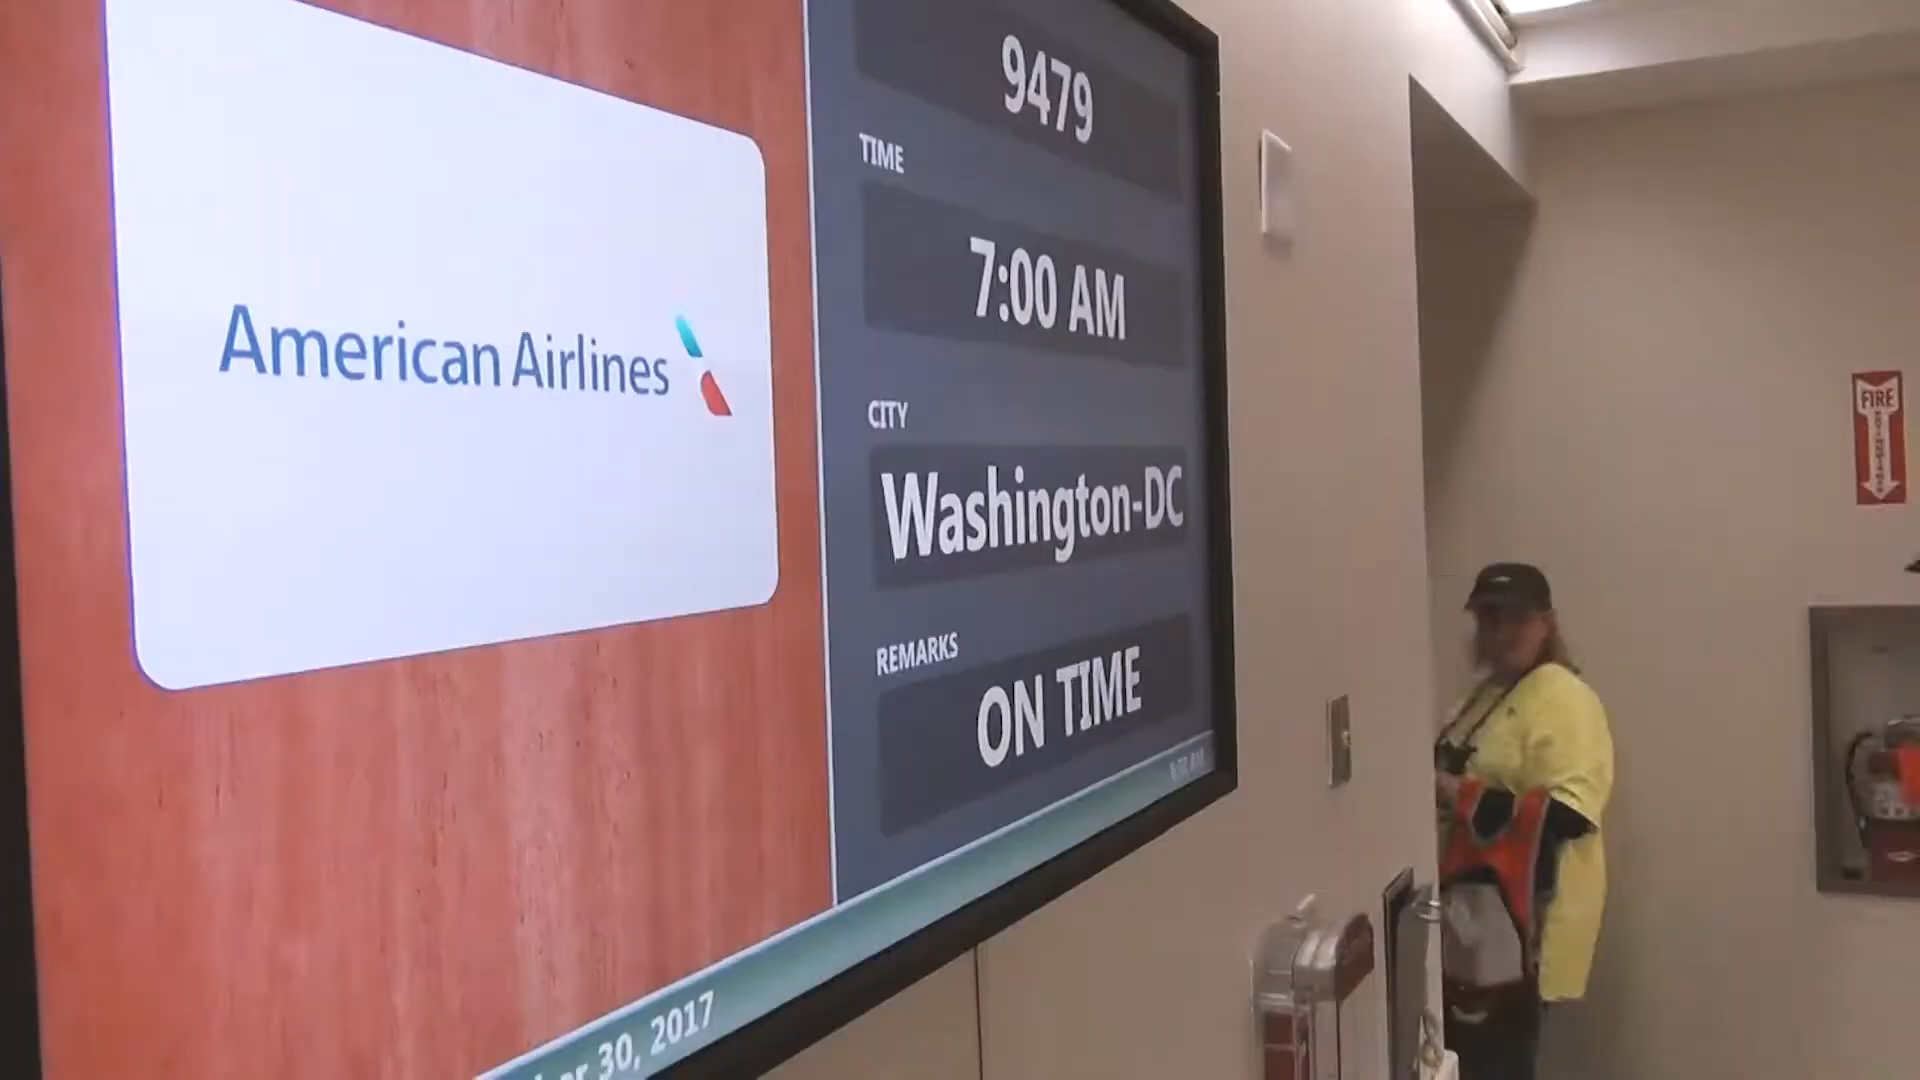 American Airlines
9479
TIME
7:00 AM
CITY
Washington-DC
REMARKS
ON TIME
30, 2017
FIRE